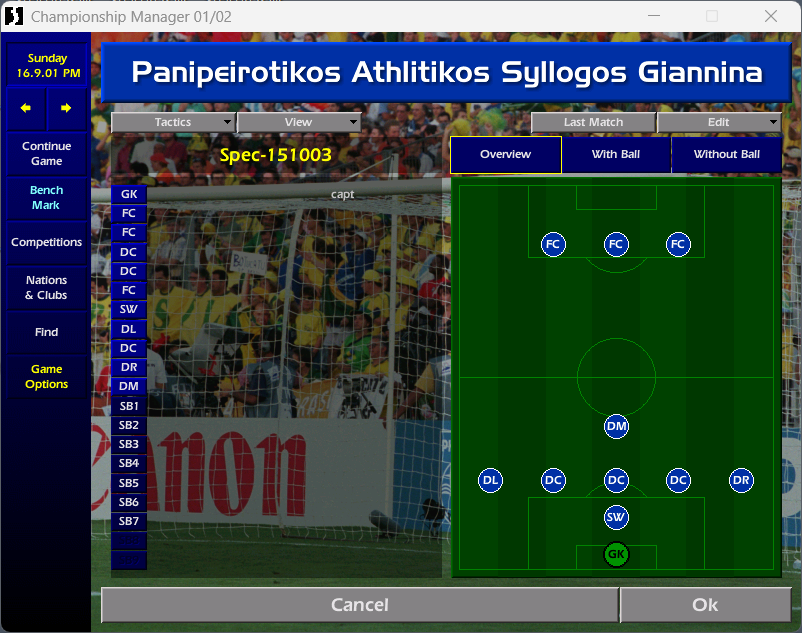 Championship Manager 01/02
Sunday
16.9.01 PM
Panipeirotikos Athlitikos Syllogos Giannina
Tactics
View
Last Match
Edit
Continue
Game
Bench
Mark
Competitions
Nations
& Clubs
Find
Game
Options
Spec-151003
Overview
With Ball
Without Ball
GK capt
FC
FC
DC
DC
FC
SW
DL
DC
DR
DM
SB1
SB2
SB3
SB4
SB5
SB6
SB7
FC FC FC
DM
DL DC DC DC DR
SW
GK
Canon
Cancel
Ok